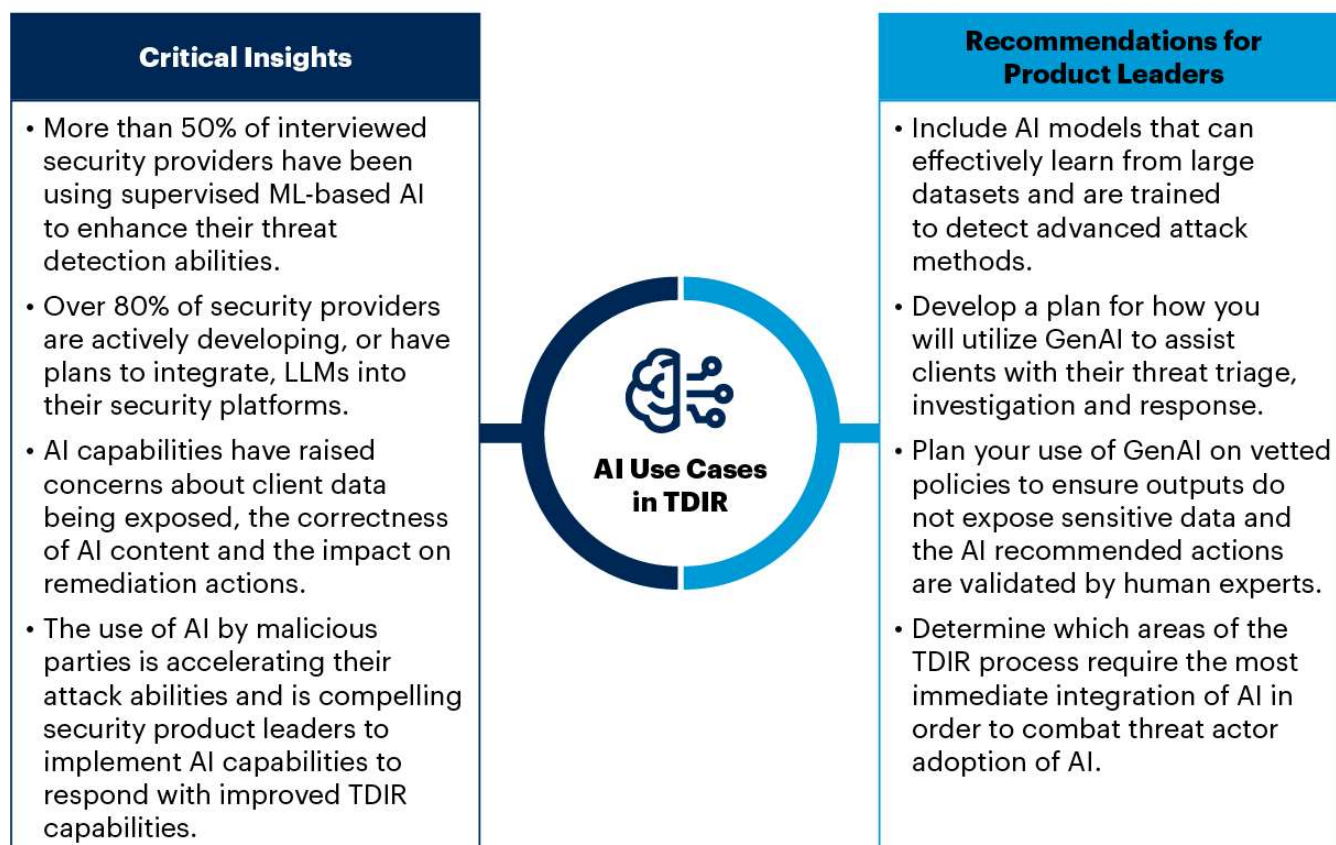 Critical Insights
• More than 50% of interviewed
security providers have been
using supervised ML-based AI
to enhance their threat
detection abilities.
• Over 80% of security providers
are actively developing, or have
plans to integrate, LLMs into
their security platforms.
• AI capabilities have raised
concerns about client data
being exposed, the correctness
of AI content and the impact on
remediation actions.
• The use of AI by malicious
parties is accelerating their
attack abilities and is compelling
security product leaders to
implement AI capabilities to
respond with improved TDIR
capabilities.
AI Use Cases
in TDIR
Recommendations for
Product Leaders
• Include AI models that can
effectively learn from large
datasets and are trained
to detect advanced attack
methods.
• Develop a plan for how you
will utilize GenAI to assist
clients with their threat triage,
investigation and response.
• Plan your use of GenAI on vetted
policies to ensure outputs do
not expose sensitive data and
the AI recommended actions
are validated by human experts.
• Determine which areas of the
TDIR process require the most
immediate integration of AI in
order to combat threat actor
adoption of AI.